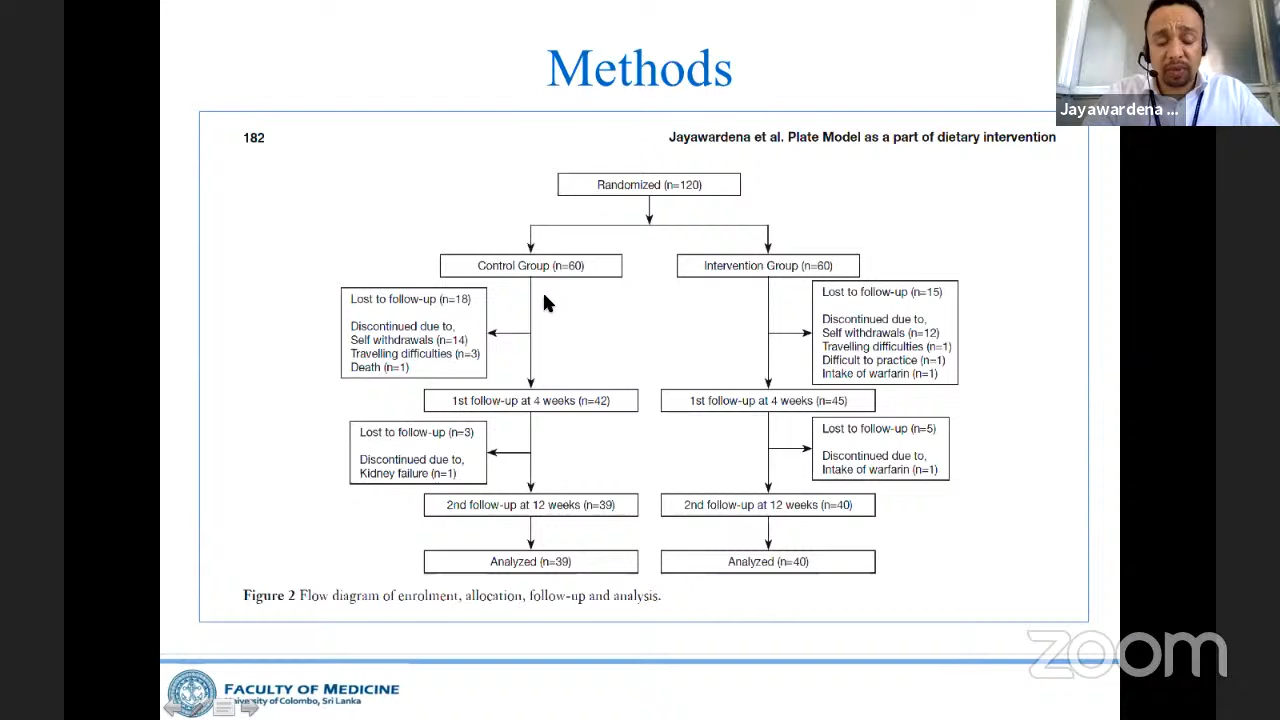 Methods
Jayawardena ...
182
Jayawardena et al. Plate Model as a part of dietary intervention
Randomized (n=120)
Control Group (n=60)
Intervention Group (n=60)
Lost to follow-up (n=18)
Discontinued due to,
Self withdrawals (n=14)
Travelling difficulties (n=3)
Death (n=1)
Lost to follow-up (n=15)
Discontinued due to,
Self withdrawals (n=12)
Travelling difficulties (n=1)
Difficult to practice (n=1)
Intake of warfarin (n=1)
1st follow-up at 4 weeks (n=42)
1st follow-up at 4 weeks (n=45)
Lost to follow-up (n=3)
Discontinued due to,
Kidney failure (n=1)
Lost to follow-up (n=5)
Discontinued due to,
Intake of warfarin (n=1)
2nd follow-up at 12 weeks (n=39)
2nd follow-up at 12 weeks (n=40)
Analyzed (n=39)
Analyzed (n=40)
Figure 2 Flow diagram of enrolment, allocation, follow-up and analysis.
zoom
FACULTY OF MEDICINE
University of Colombo, Sri Lanka